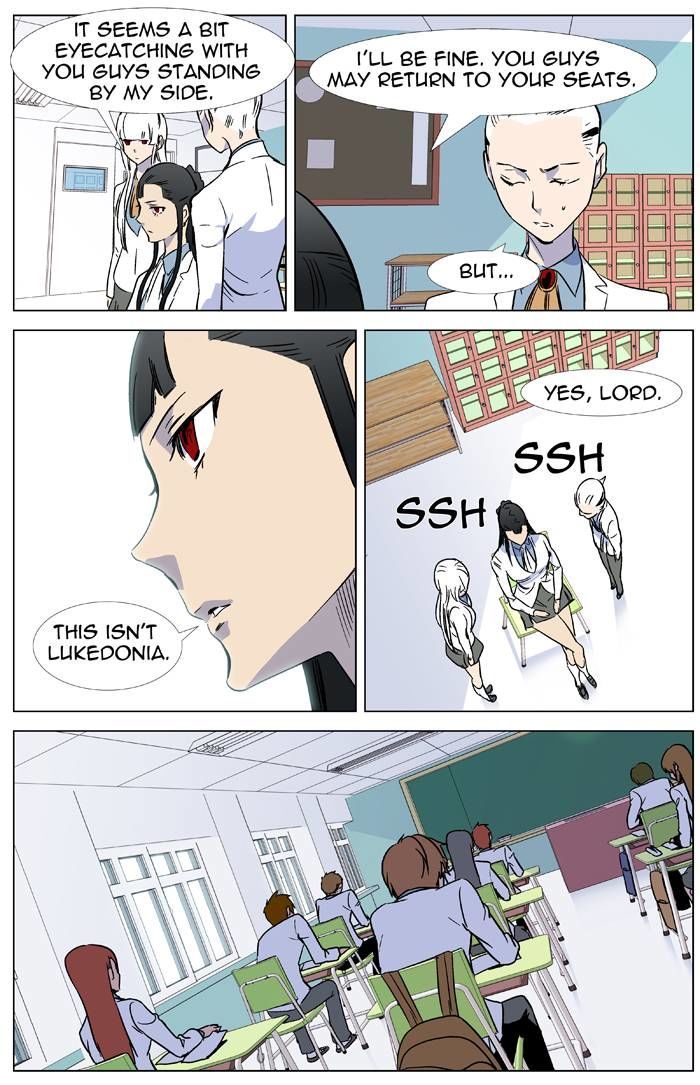 IT SEEMS A BIT
EYECATCHING WITH
YOU GUYS STANDING
BY MY SIDE.
I'LL BE FINE. YOU GUYS
MAY RETURN TO YOUR SEATS.
BUT...
THIS ISN'T
LUKEDONIA.
YES, LORD.
SSH
SSH